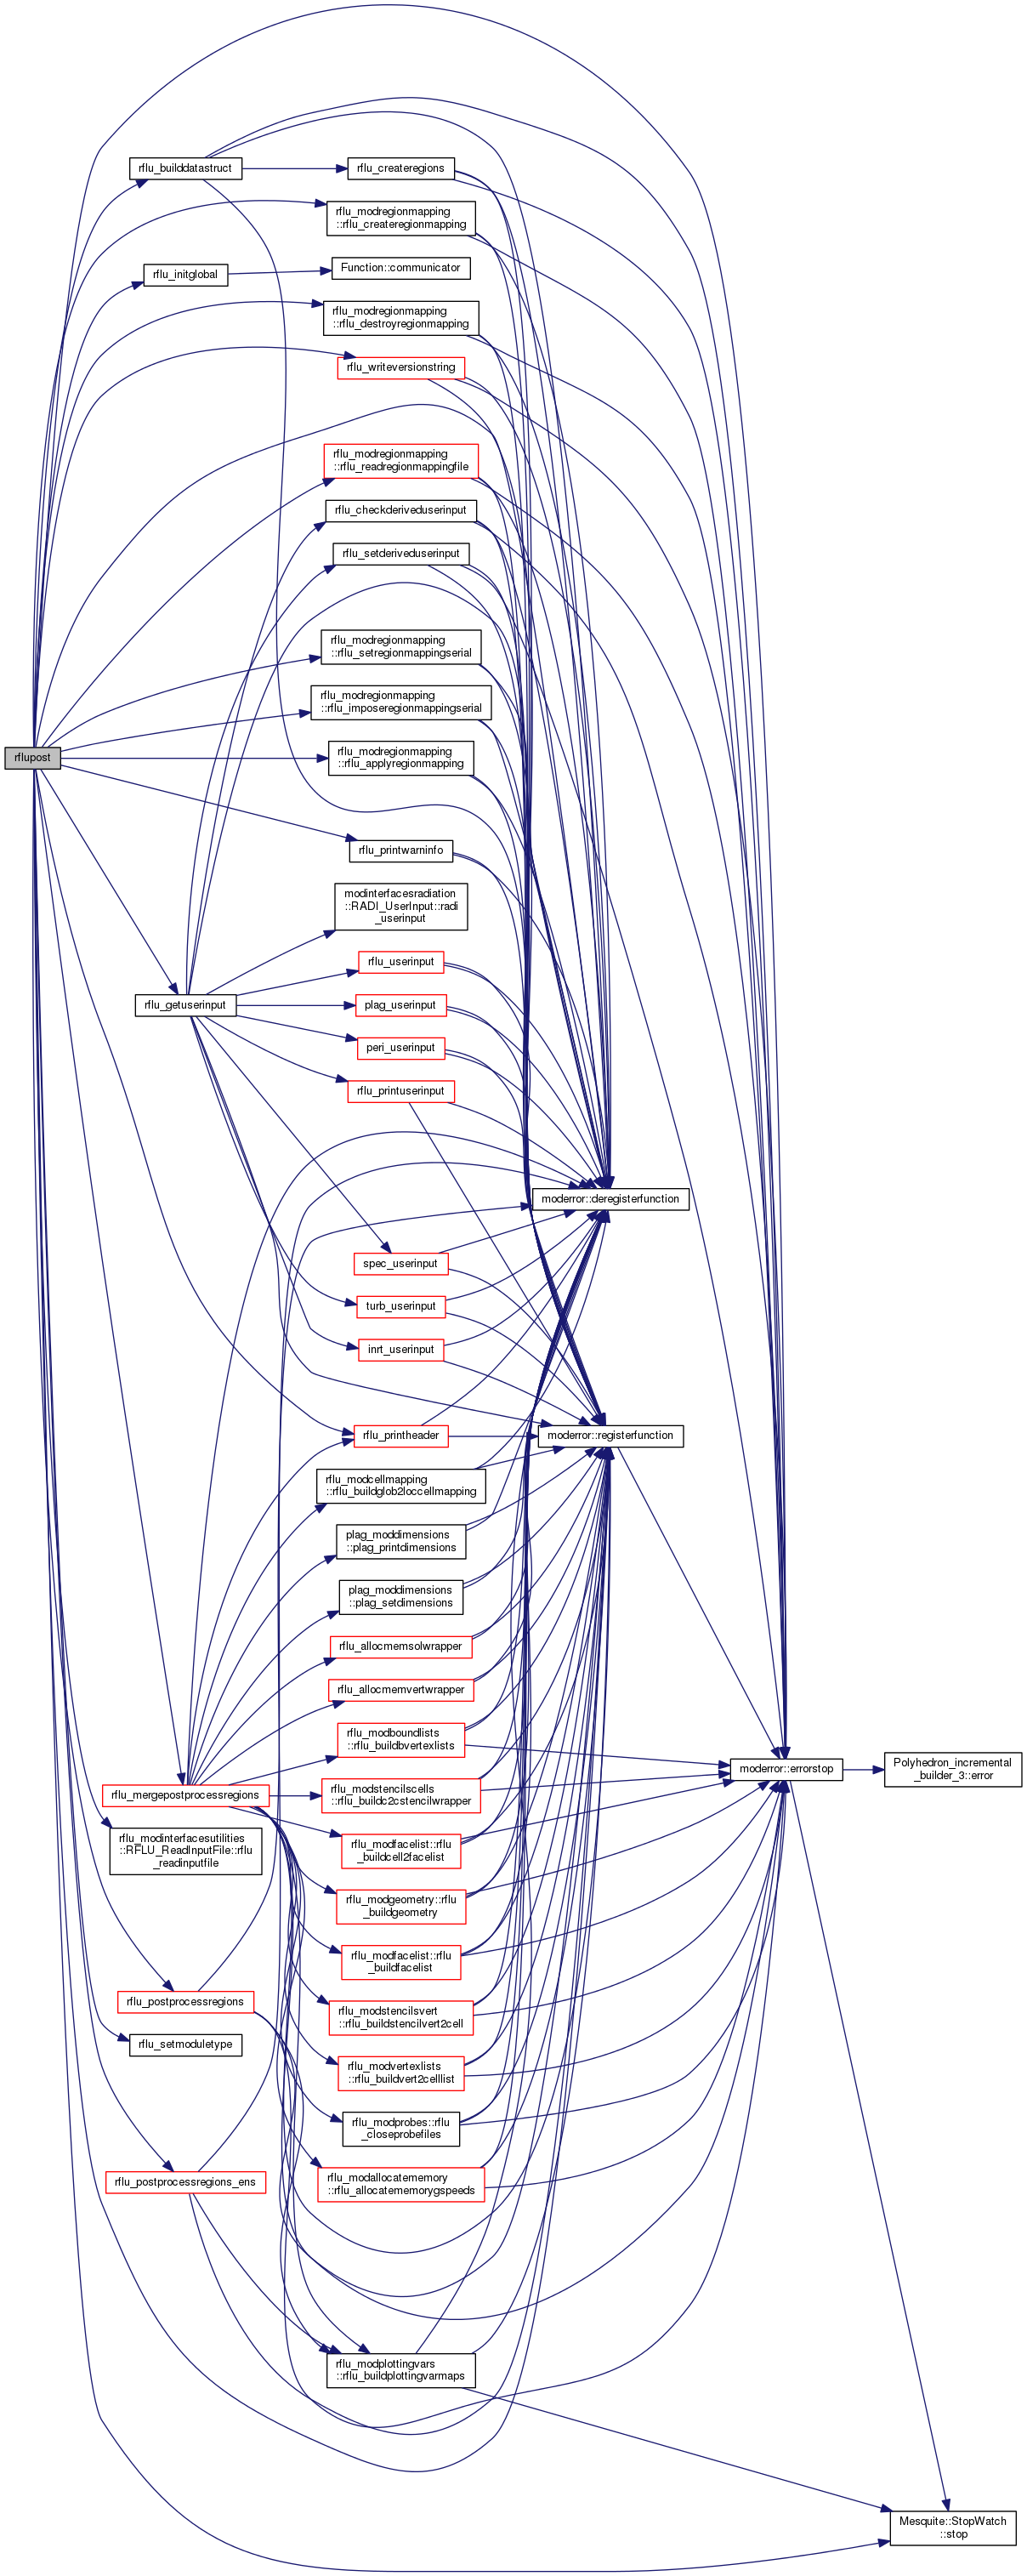 rflu_builddatastruct
rflu_createregions
rflu_modregionmapping
::rflu_createregionmapping
rflu_initglobal
Function::communicator
rflu_modregionmapping
::rflu_destroyregionmapping
rflu_writeversionstring
rflu_modregionmapping
::rflu_readregionmappingfile
rflu_checkderiveduserinput
rflu_setderiveduserinput
rflu_modregionmapping
::rflu_setregionmappingserial
rflu_modregionmapping
::rflu_imposeregionmappingserial
rflupost
rflu_modregionmapping
::rflu_applyregionmapping
rflu_printwarninfo
modinterfacesradiation
::RADI_UserInput::radi
_userinput
rflu_userinput
rflu_getuserinput
plag_userinput
peri_userinput
rflu_printuserinput
moderror::deregisterfunction
spec_userinput
turb_userinput
inrt_userinput
rflu_printheader
moderror::registerfunction
rflu_modcellmapping
::rflu_buildglob2loccellmapping
plag_moddimensions
::plag_printdimensions
plag_moddimensions
::plag_setdimensions
rflu_allocmemsolwrapper
rflu_allocmemvertwrapper
rflu_modboundlists
::rflu_buildbvertexlists
moderror::errorstop
Polyhedron_incremental
_builder_3::error
rflu_mergepostprocessregions
rflu_modstencilscells
::rflu_buildc2cstencilwrapper
rflu_modinterfacesutilities
::RFLU_ReadInputFile::rflu
_readinputfile
rflu_modfacelist::rflu
_buildcell2facelist
rflu_modgeometry::rflu
_buildgeometry
rflu_modfacelist::rflu
_buildfacelist
rflu_postprocessregions
rflu_modstencilsvert
::rflu_buildstencilvert2cell
rflu_setmoduletype
rflu_modvertexlists
::rflu_buildvert2celllist
rflu_modprobes::rflu
_closeprobefiles
rflu_postprocessregions_ens
rflu_modallocatememory
::rflu_allocatememorygspeeds
rflu_modplottingvars
::rflu_buildplottingvarmaps
Mesquite::StopWatch
::stop